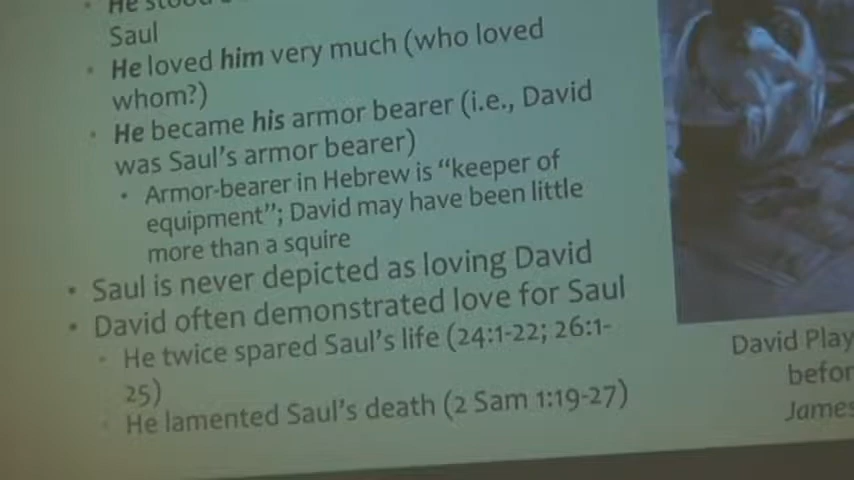 He stood
Saul
He loved him very much (who loved
whom?)
He became his armor bearer (i.e., David
was Saul's armor bearer)
Armor-bearer in Hebrew is "keeper of
equipment"; David may have been little
more than a squire
• Saul is never depicted as loving David
• David often demonstrated love for Saul
He twice spared Saul's life (24:1-22; 26:1-
25)
He lamented Saul's death (2 Sam 1:19-27)
David Play
befor
James